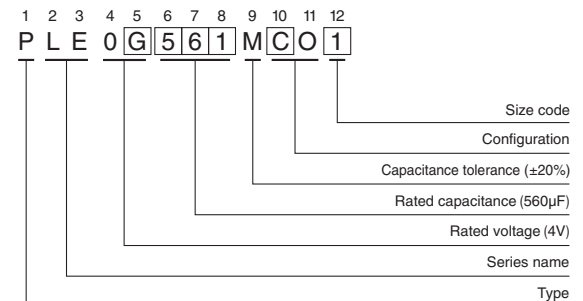 1 2 3 4 5 6 7 8 9 10 11 12
P L E 0 G 5 6 1 M C O 1
Size code
Configuration
Capacitance tolerance (±20%)
Rated capacitance (560µF)
Rated voltage (4V)
Series name
Type